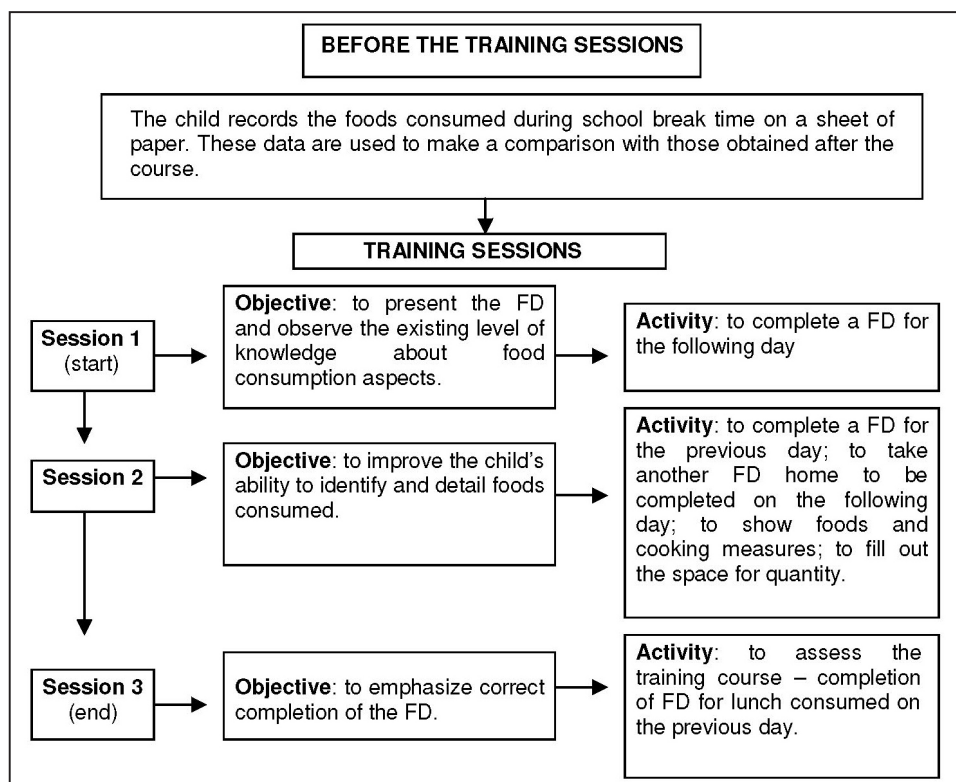 BEFORE THE TRAINING SESSIONS
The child records the foods consumed during school break time on a sheet of
paper. These data are used to make a comparison with those obtained after the
course.
TRAINING SESSIONS
Session 1
(start)
Objective: to present the FD
and observe the existing level of
knowledge about food
consumption aspects.
Activity: to complete a FD for
the following day
Session 2
Objective: to improve the child's
ability to identify and detail foods
consumed.
Activity: to complete a FD for
the previous day; to take
another FD home to be
completed on the following
day; to show foods and
cooking measures; to fill out
the space for quantity.
Session 3
(end)
Objective: to emphasize correct
completion of the FD.
Activity: to assess the
training course – completion
of FD for lunch consumed on
the previous day.